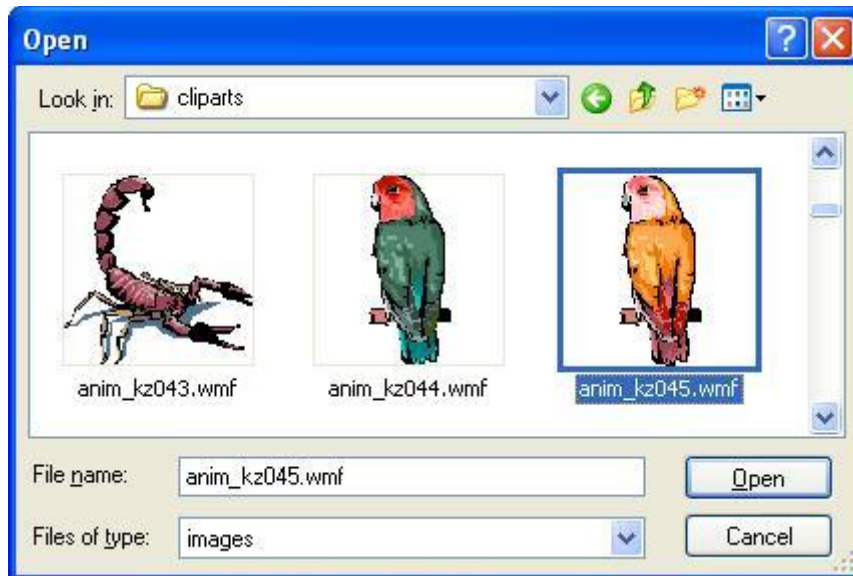 Open
Look in: cliparts
anim_kz043.wmf anim_kz044.wmf anim_kz045.wmf
File name: anim_kz045.wmf Open
Files of type: images Cancel